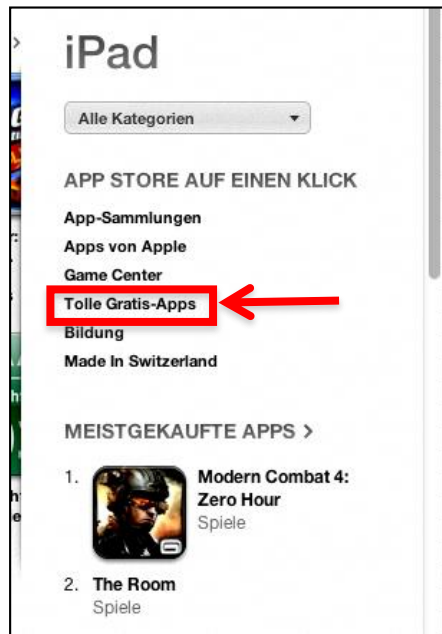 iPad
Alle Kategorien
APP STORE AUF EINEN KLICK
App-Sammlungen
Apps von Apple
Game Center
Tolle Gratis-Apps
Bildung
Made In Switzerland
MEISTGEKAUFTE APPS >
1. Modern Combat 4:
Zero Hour
Spiele
2. The Room
Spiele